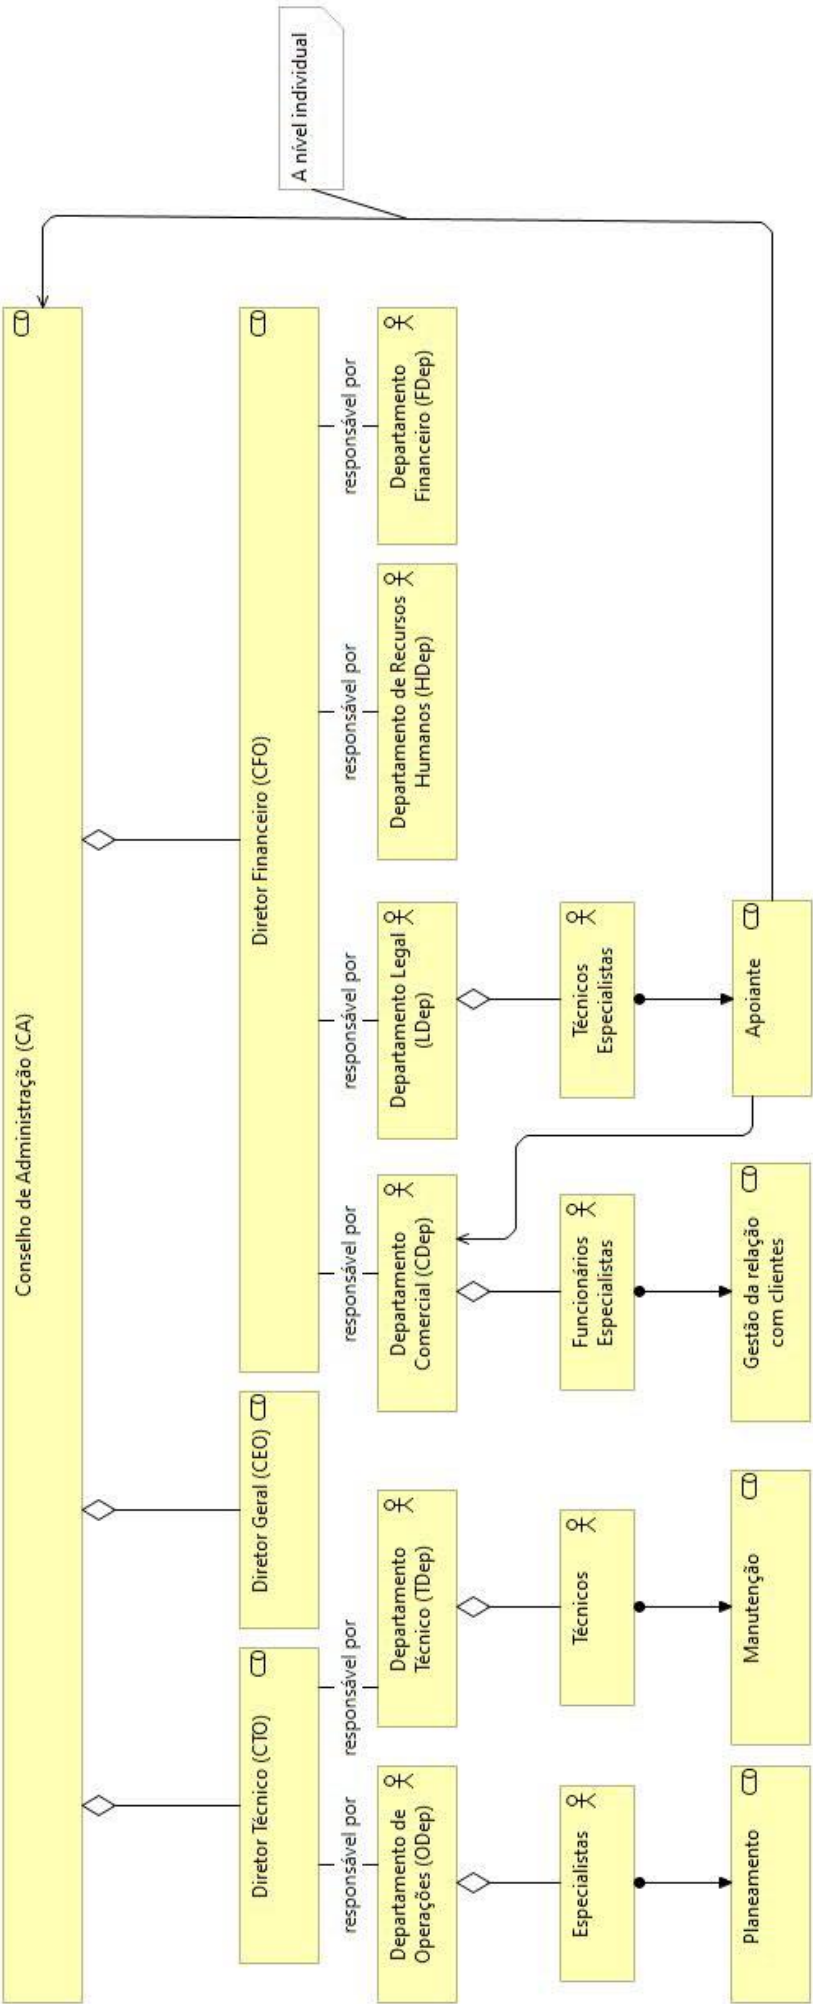 Conselho de Administração (CA)
Diretor Técnico (CTO)
Diretor Geral (CEO)
Diretor Financeiro (CFO)
responsável por
responsável por
responsável por
responsável por
responsável por
responsável por
Departamento de
Operações (ODep)
Departamento
Técnico (TDep)
Departamento
Comercial (CDep)
Departamento Legal
(LDep)
Departamento de Recursos
Humanos (HDep)
Departamento
Financeiro (FDep)
Especialistas
Técnicos
Funcionários
Especialistas
Técnicos
Especialistas
Planeamento
Manutenção
Gestão da relação
com clientes
Apoiante
A nível individual